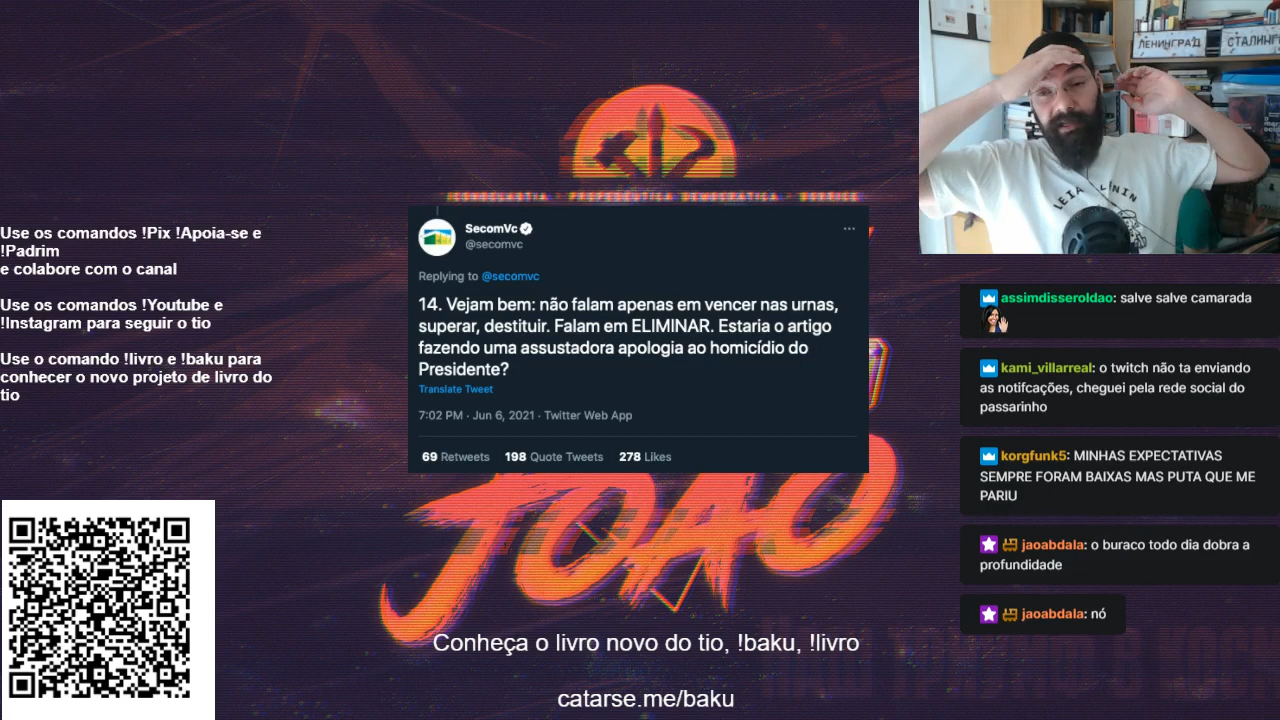 ЛЕНИНГРАД
СТАЛИНГ
LEIA LENIN
Use os comandos !Pix !Apoia-se e
!Padrim
e colabore com o canal
Use os comandos !Youtube e
!Instagram para seguir o tio
Use o comando !livro e !baku para
conhecer o novo projeto de livro do
tio
SecomVc
@secomvc
Replying to @secomvc
14. Vejam bem: não falam apenas em vencer nas urnas,
superar, destituir. Falam em ELIMINAR. Estaria o artigo
fazendo uma assustadora apologia ao homicídio do
Presidente?
Translate Tweet
7:02 PM · Jun 6, 2021 · Twitter Web App
69 Retweets 198 Quote Tweets 278 Likes
JOAO
assimdisseroldao: salve salve camarada
kami_villarreal: o twitch não ta enviando
as notifcações, cheguei pela rede social do
passarinho
korgfunk5: MINHAS EXPECTATIVAS
SEMPRE FORAM BAIXAS MAS PUTA QUE ME
PARIU
jaoabdala: o buraco todo dia dobra a
profundidade
jaoabdala: nó
Conheça o livro novo do tio, !baku, !livro
catarse.me/baku